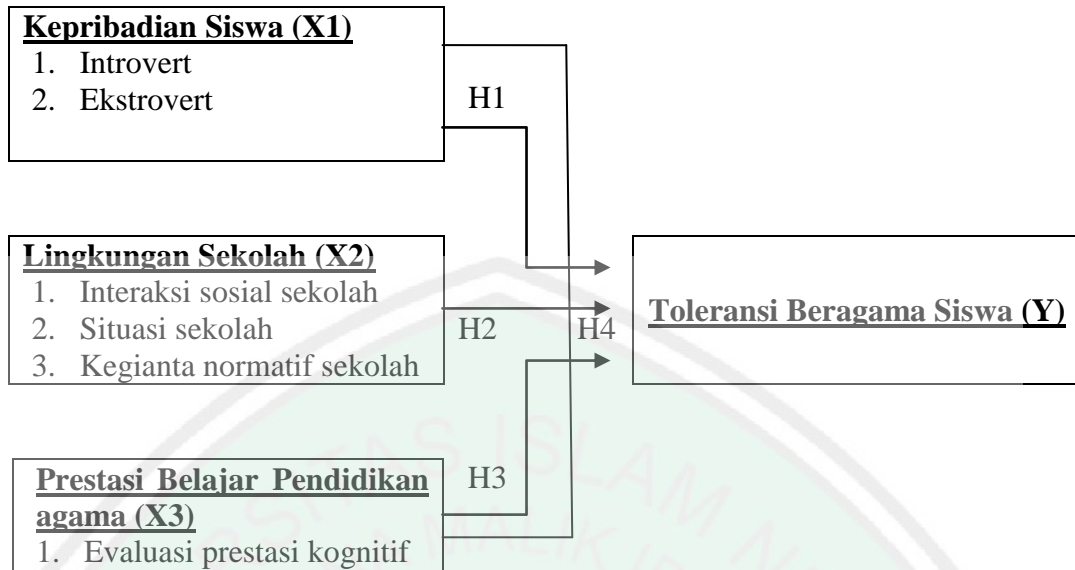 Kepribadian Siswa (X1)
1. Introvert
2. Ekstrovert
H1
Lingkungan Sekolah (X2)
1. Interaksi sosial sekolah
2. Situasi sekolah
3. Kegianta normatif sekolah
H2
H4
Toleransi Beragama Siswa (Y)
Prestasi Belajar Pendidikan
agama (X3)
1. Evaluasi prestasi kognitif
H3